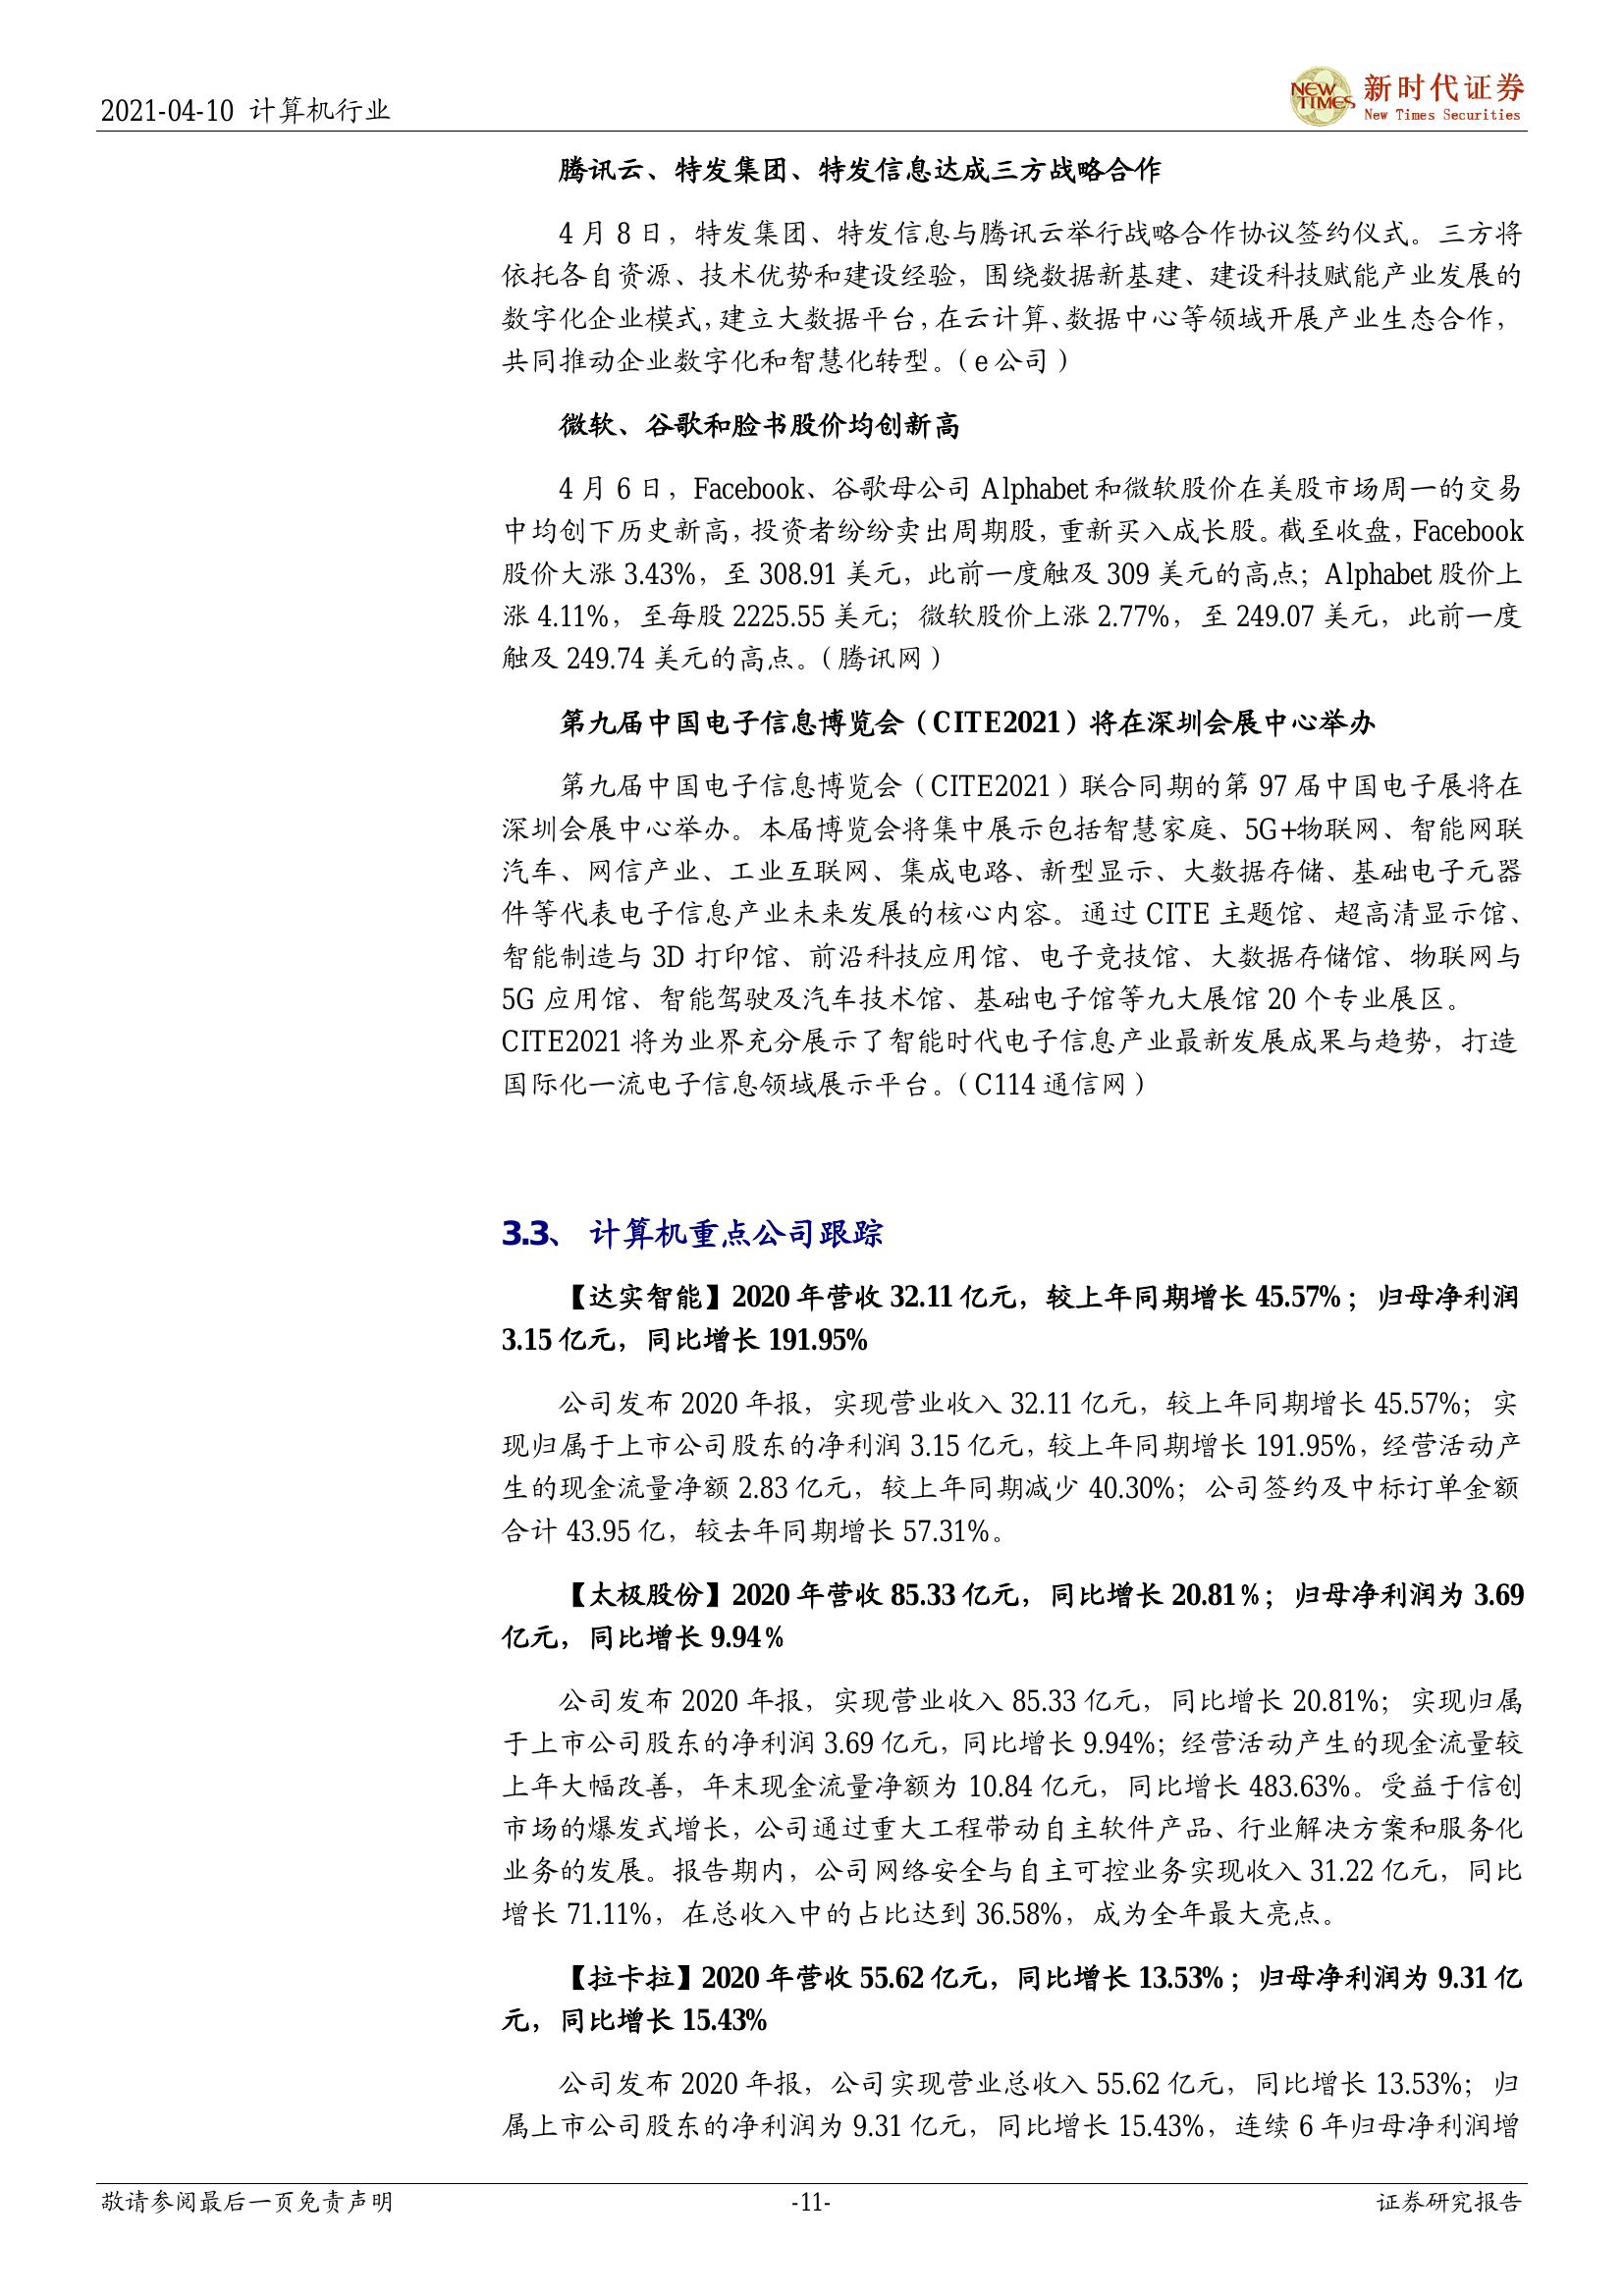 2021-04-10 计算机行业
NEW TIMES 新时代证券
New Times Securities
腾讯云、特发集团、特发信息达成三方战略合作
4 月 8 日，特发集团、特发信息与腾讯云举行战略合作协议签约仪式。三方将
依托各自资源、技术优势和建设经验，围绕数据新基建、建设科技赋能产业发展的
数字化企业模式，建立大数据平台，在云计算、数据中心等领域开展产业生态合作，
共同推动企业数字化和智慧化转型。（e 公司）
微软、谷歌和脸书股价均创新高
4 月 6 日，Facebook、谷歌母公司 Alphabet 和微软股价在美股市场周一的交易
中均创下历史新高，投资者纷纷卖出周期股，重新买入成长股。截至收盘，Facebook
股价大涨 3.43%，至 308.91 美元，此前一度触及 309 美元的高点；Alphabet 股价上
涨 4.11%，至每股 2225.55 美元；微软股价上涨 2.77%，至 249.07 美元，此前一度
触及 249.74 美元的高点。（腾讯网）
第九届中国电子信息博览会（CITE2021）将在深圳会展中心举办
第九届中国电子信息博览会（CITE2021）联合同期的第 97 届中国电子展将在
深圳会展中心举办。本届博览会将集中展示包括智慧家庭、5G+物联网、智能网联
汽车、网信产业、工业互联网、集成电路、新型显示、大数据存储、基础电子元器
件等代表电子信息产业未来发展的核心内容。通过 CITE 主题馆、超高清显示馆、
智能制造与 3D 打印馆、前沿科技应用馆、电子竞技馆、大数据存储馆、物联网与
5G 应用馆、智能驾驶及汽车技术馆、基础电子馆等九大展馆 20 个专业展区。
CITE2021 将为业界充分展示了智能时代电子信息产业最新发展成果与趋势，打造
国际化一流电子信息领域展示平台。（C114 通信网）
3.3、 计算机重点公司跟踪
【达实智能】2020 年营收 32.11 亿元，较上年同期增长 45.57%；归母净利润
3.15 亿元，同比增长 191.95%
公司发布 2020 年报，实现营业收入 32.11 亿元，较上年同期增长 45.57%；实
现归属于上市公司股东的净利润 3.15 亿元，较上年同期增长 191.95%，经营活动产
生的现金流量净额 2.83 亿元，较上年同期减少 40.30%；公司签约及中标订单金额
合计 43.95 亿，较去年同期增长 57.31%。
【太极股份】2020 年营收 85.33 亿元，同比增长 20.81％；归母净利润为 3.69
亿元，同比增长 9.94％
公司发布 2020 年报，实现营业收入 85.33 亿元，同比增长 20.81%；实现归属
于上市公司股东的净利润 3.69 亿元，同比增长 9.94%；经营活动产生的现金流量较
上年大幅改善，年末现金流量净额为 10.84 亿元，同比增长 483.63%。受益于信创
市场的爆发式增长，公司通过重大工程带动自主软件产品、行业解决方案和服务化
业务的发展。报告期内，公司网络安全与自主可控业务实现收入 31.22 亿元，同比
增长 71.11%，在总收入中的占比达到 36.58%，成为全年最大亮点。
【拉卡拉】2020 年营收 55.62 亿元，同比增长 13.53%；归母净利润为 9.31 亿
元，同比增长 15.43%
公司发布 2020 年报，公司实现营业总收入 55.62 亿元，同比增长 13.53%；归
属上市公司股东的净利润为 9.31 亿元，同比增长 15.43%，连续 6 年归母净利润增
敬请参阅最后一页免责声明 -11- 证券研究报告